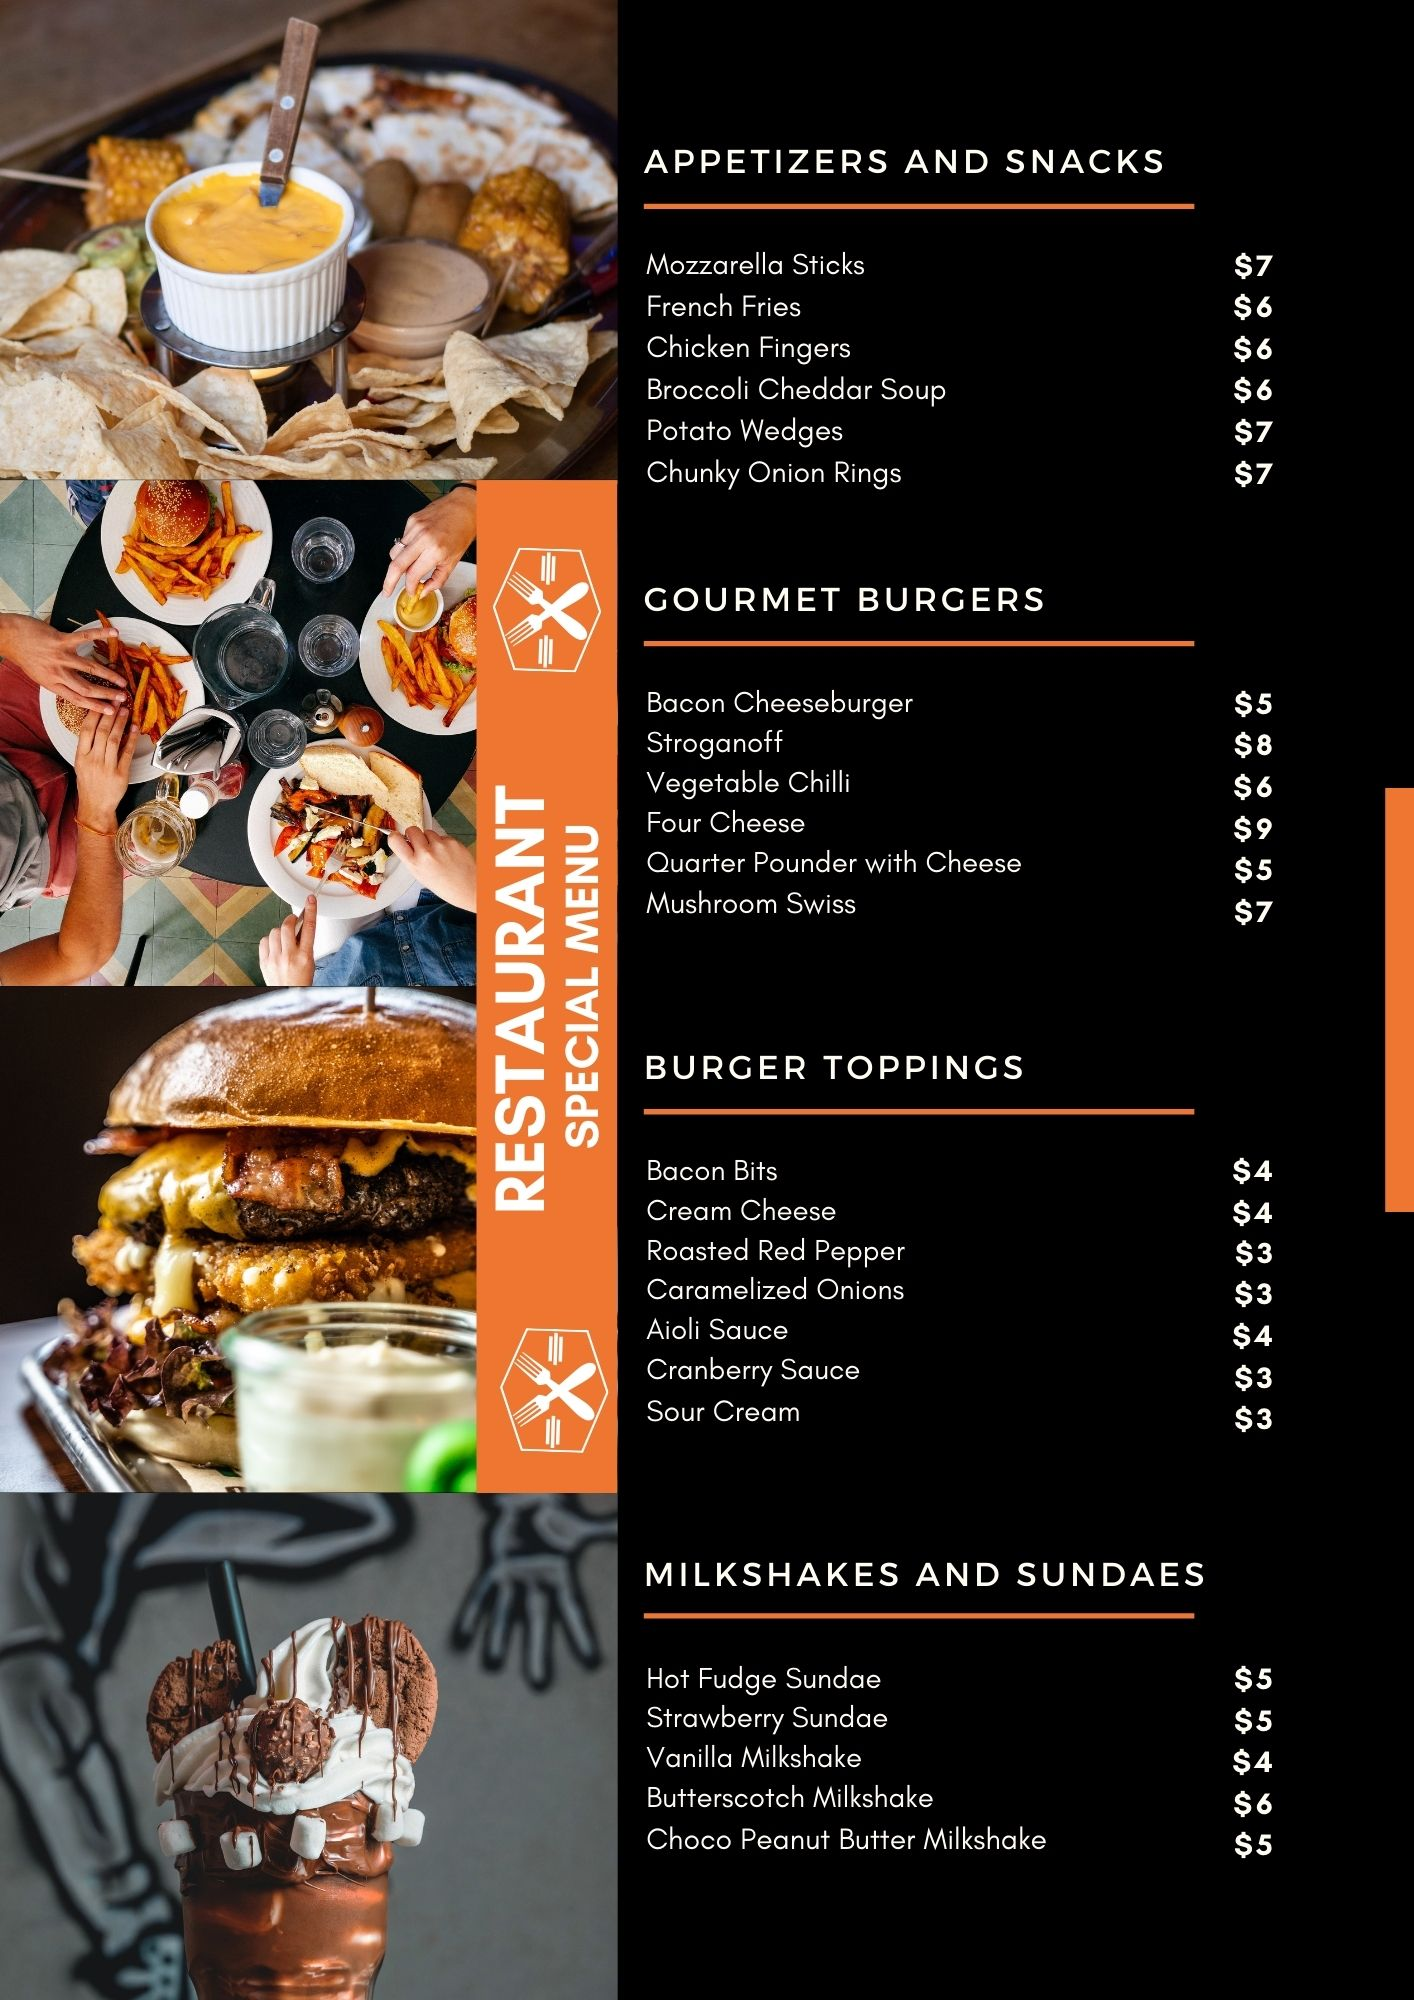 RESTAURANT
SPECIAL MENU
APPETIZERS AND SNACKS
Mozzarella Sticks $7
French Fries $6
Chicken Fingers $6
Broccoli Cheddar Soup $6
Potato Wedges $7
Chunky Onion Rings $7
GOURMET BURGERS
Bacon Cheeseburger $5
Stroganoff $8
Vegetable Chilli $6
Four Cheese $9
Quarter Pounder with Cheese $5
Mushroom Swiss $7
BURGER TOPPINGS
Bacon Bits $4
Cream Cheese $4
Roasted Red Pepper $3
Caramelized Onions $3
Aioli Sauce $4
Cranberry Sauce $3
Sour Cream $3
MILKSHAKES AND SUNDAES
Hot Fudge Sundae $5
Strawberry Sundae $5
Vanilla Milkshake $4
Butterscotch Milkshake $6
Choco Peanut Butter Milkshake $5